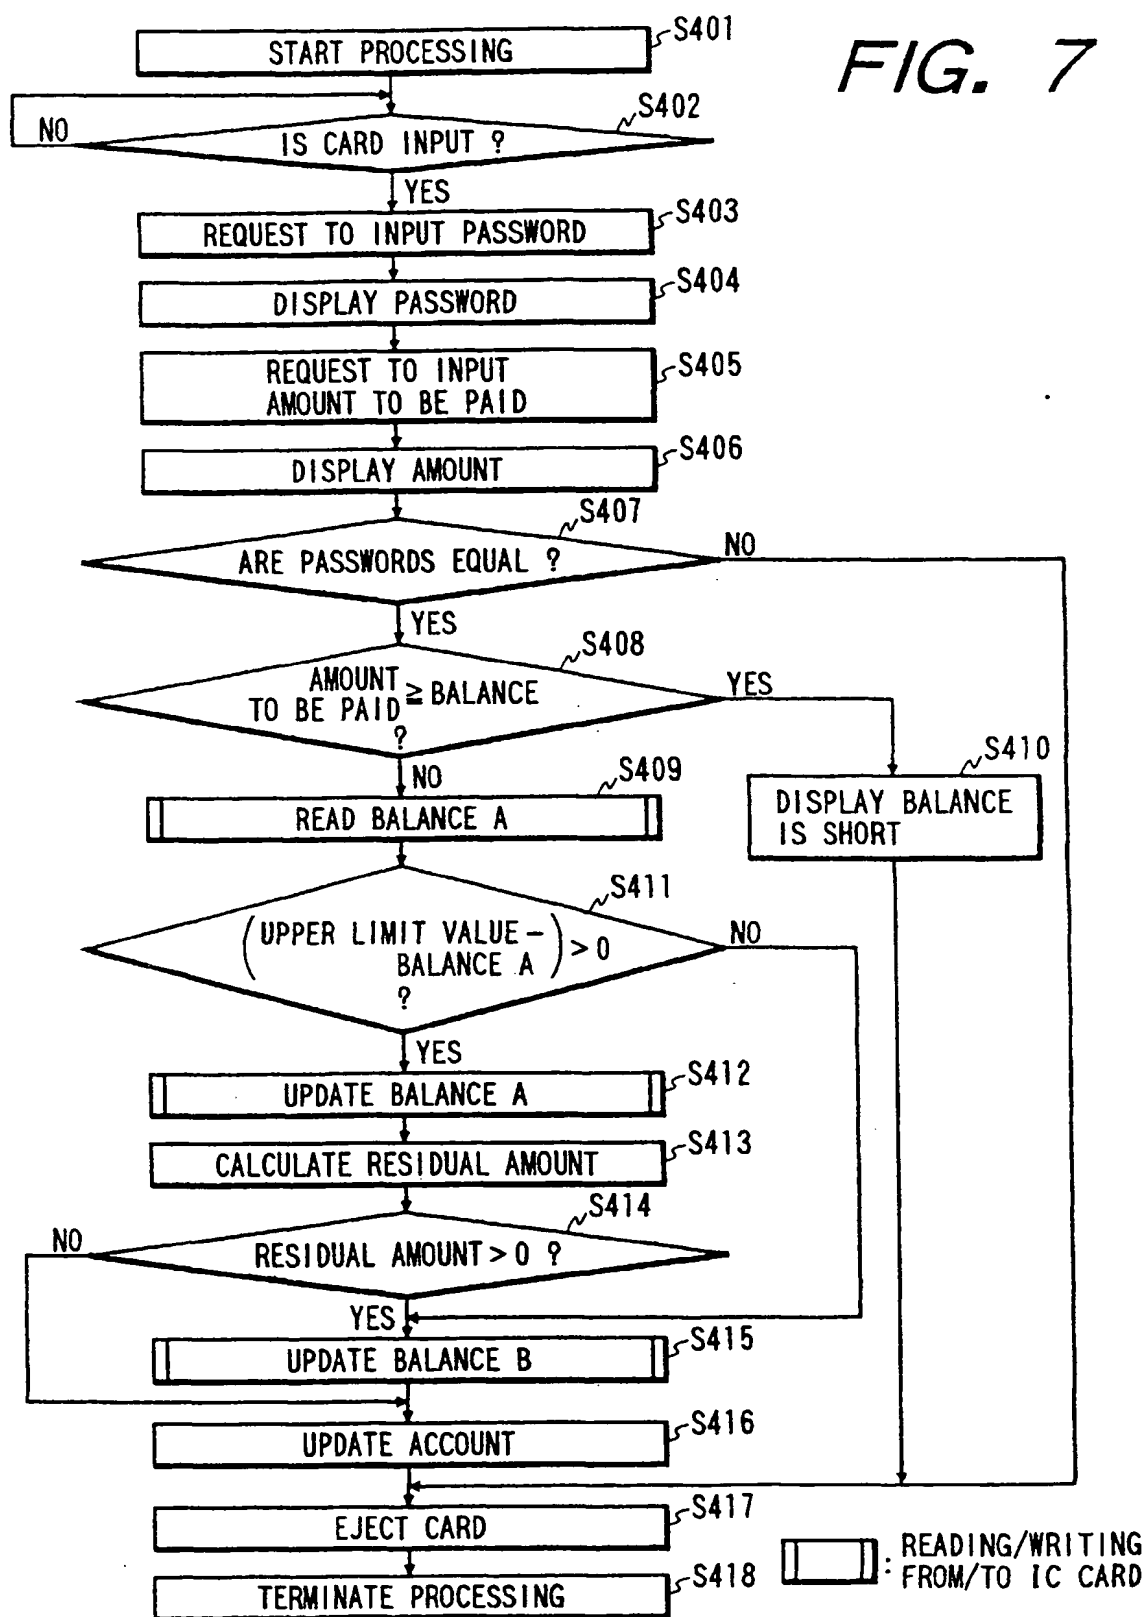 FIG. 7
S401
START PROCESSING
S402
NO
IS CARD INPUT ?
YES
S403
REQUEST TO INPUT PASSWORD
S404
DISPLAY PASSWORD
S405
REQUEST TO INPUT
AMOUNT TO BE PAID
S406
DISPLAY AMOUNT
S407
ARE PASSWORDS EQUAL ?
NO
YES
S408
AMOUNT
TO BE PAID ≧ BALANCE
?
YES
NO
S409
READ BALANCE A
S410
DISPLAY BALANCE
IS SHORT
S411
(UPPER LIMIT VALUE -
BALANCE A) > 0
?
NO
YES
S412
UPDATE BALANCE A
S413
CALCULATE RESIDUAL AMOUNT
S414
NO
RESIDUAL AMOUNT > 0 ?
YES
S415
UPDATE BALANCE B
S416
UPDATE ACCOUNT
S417
EJECT CARD
S418
TERMINATE PROCESSING
: READING/WRITING
FROM/TO IC CARD